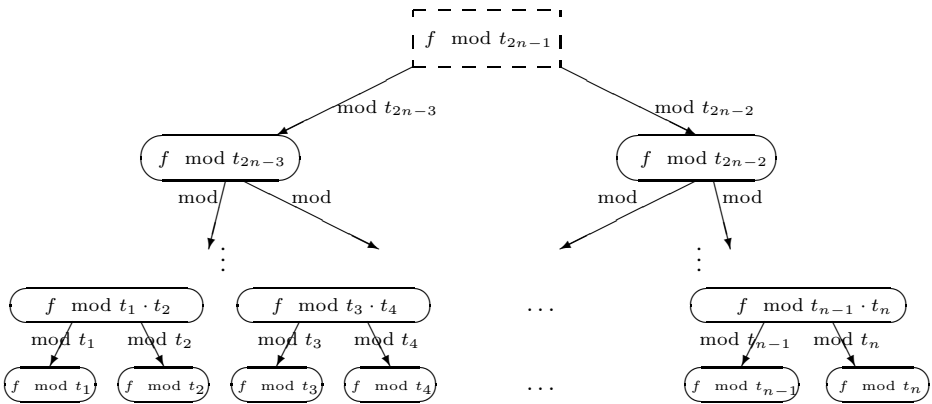 f mod t_{2n−1}
mod t_{2n−3} mod t_{2n−2}
f mod t_{2n−3} f mod t_{2n−2}
mod mod mod mod
⋮ ⋮
f mod t_1 · t_2 f mod t_3 · t_4 ... f mod t_{n−1} · t_n
mod t_1 mod t_2 mod t_3 mod t_4 mod t_{n−1} mod t_n
f mod t_1 f mod t_2 f mod t_3 f mod t_4 ... f mod t_{n−1} f mod t_n